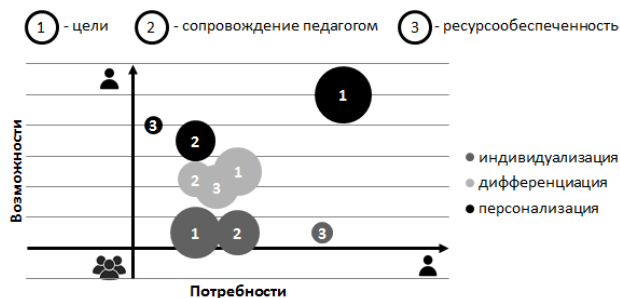 1 - цели 2 - сопровождение педагогом 3 - ресурсообеспеченность
Возможности
1
3
2
1
2
3
1
2
3
индивидуализация
дифференциация
персонализация
Потребности